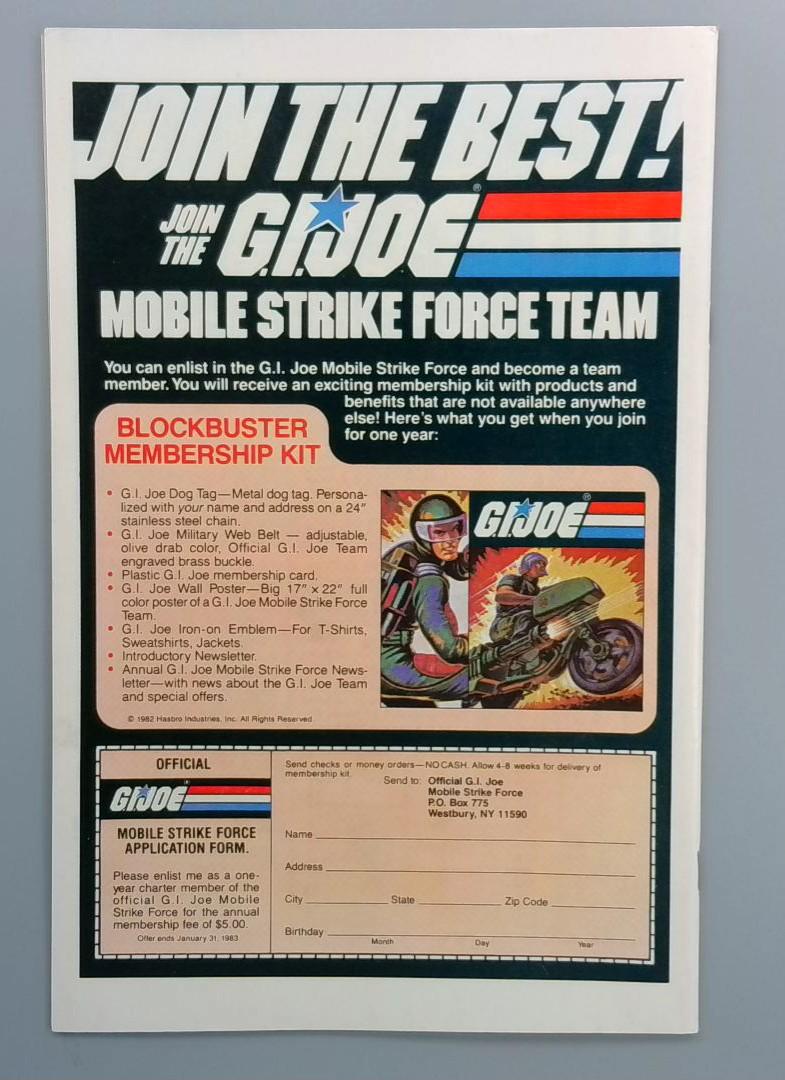 JOIN THE BEST!
JOIN
THE
G.I. JOE®
MOBILE STRIKE FORCE TEAM
You can enlist in the G.I. Joe Mobile Strike Force and become a team
member. You will receive an exciting membership kit with products and
benefits that are not available anywhere
else! Here's what you get when you join
for one year:
BLOCKBUSTER
MEMBERSHIP KIT
• G.I. Joe Dog Tag—Metal dog tag. Persona-
lized with your name and address on a 24"
stainless steel chain.
• G.I. Joe Military Web Belt — adjustable,
olive drab color, Official G.I. Joe Team
engraved brass buckle.
• Plastic G.I. Joe membership card.
• G.I. Joe Wall Poster—Big 17" x 22" full
color poster of a G.I. Joe Mobile Strike Force
Team.
• G.I. Joe Iron-on Emblem—For T-Shirts,
Sweatshirts, Jackets.
• Introductory Newsletter.
• Annual G.I. Joe Mobile Strike Force News-
letter—with news about the G.I. Joe Team
and special offers.
© 1982 Hasbro Industries, Inc. All Rights Reserved
G.I. JOE®
OFFICIAL
G.I. JOE®
MOBILE STRIKE FORCE
APPLICATION FORM.
Please enlist me as a one-
year charter member of the
official G.I. Joe Mobile
Strike Force for the annual
membership fee of $5.00.
Offer ends January 31, 1983
Send checks or money orders—NO CASH. Allow 4-8 weeks for delivery of
membership kit.
Send to: Official G.I. Joe
Mobile Strike Force
P.O. Box 775
Westbury, NY 11590
Name
Address
City State Zip Code
Birthday
Month Day Year